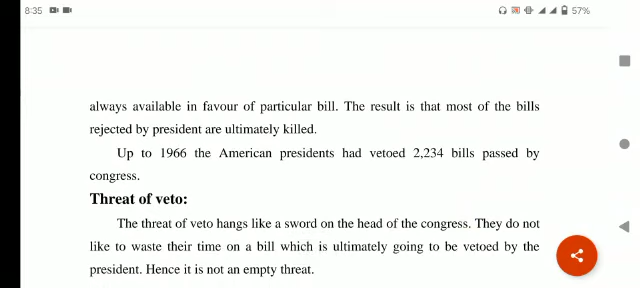 8:35 57%
always available in favour of particular bill. The result is that most of the bills
rejected by president are ultimately killed.
Up to 1966 the American presidents had vetoed 2,234 bills passed by
congress.
Threat of veto:
The threat of veto hangs like a sword on the head of the congress. They do not
like to waste their time on a bill which is ultimately going to be vetoed by the
president. Hence it is not an empty threat.